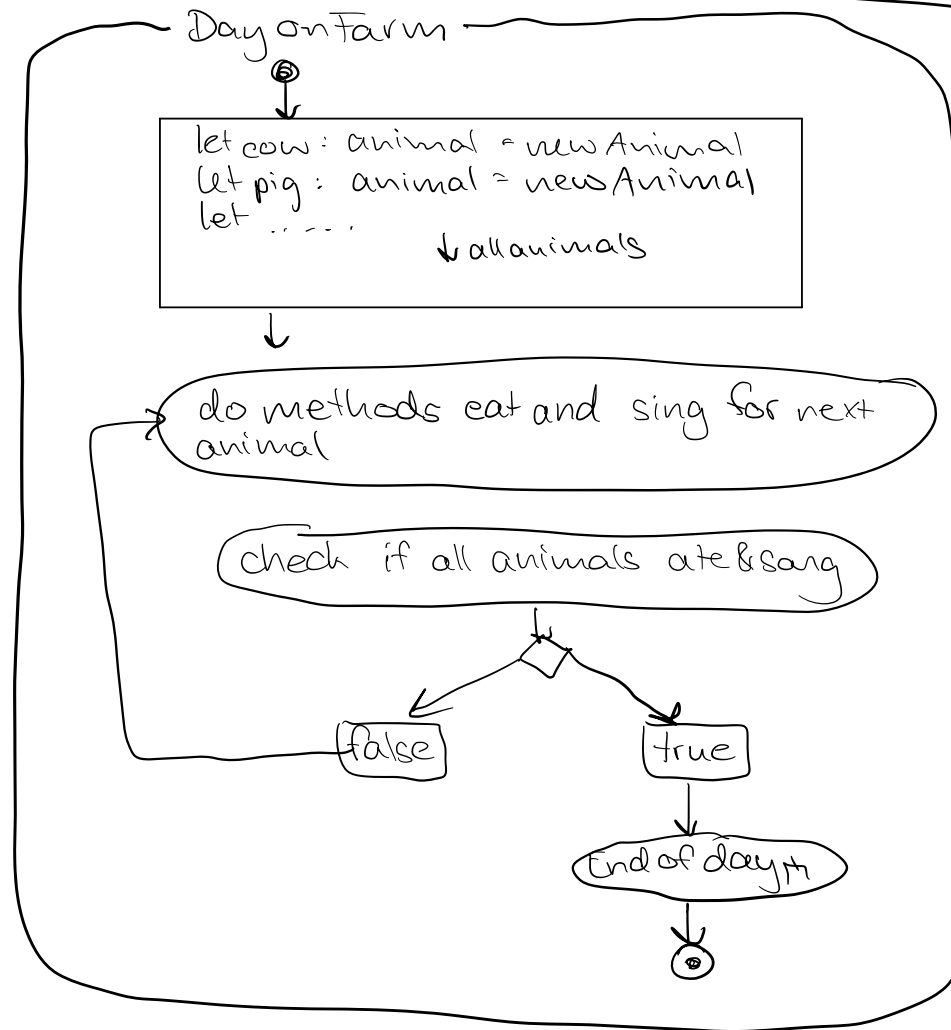 Day on Farm
let cow : animal = new Animal
let pig : animal = new Animal
let .....
↓ all animals
do methods eat and sing for next
animal
check if all animals ate & sang
false
true
End of day